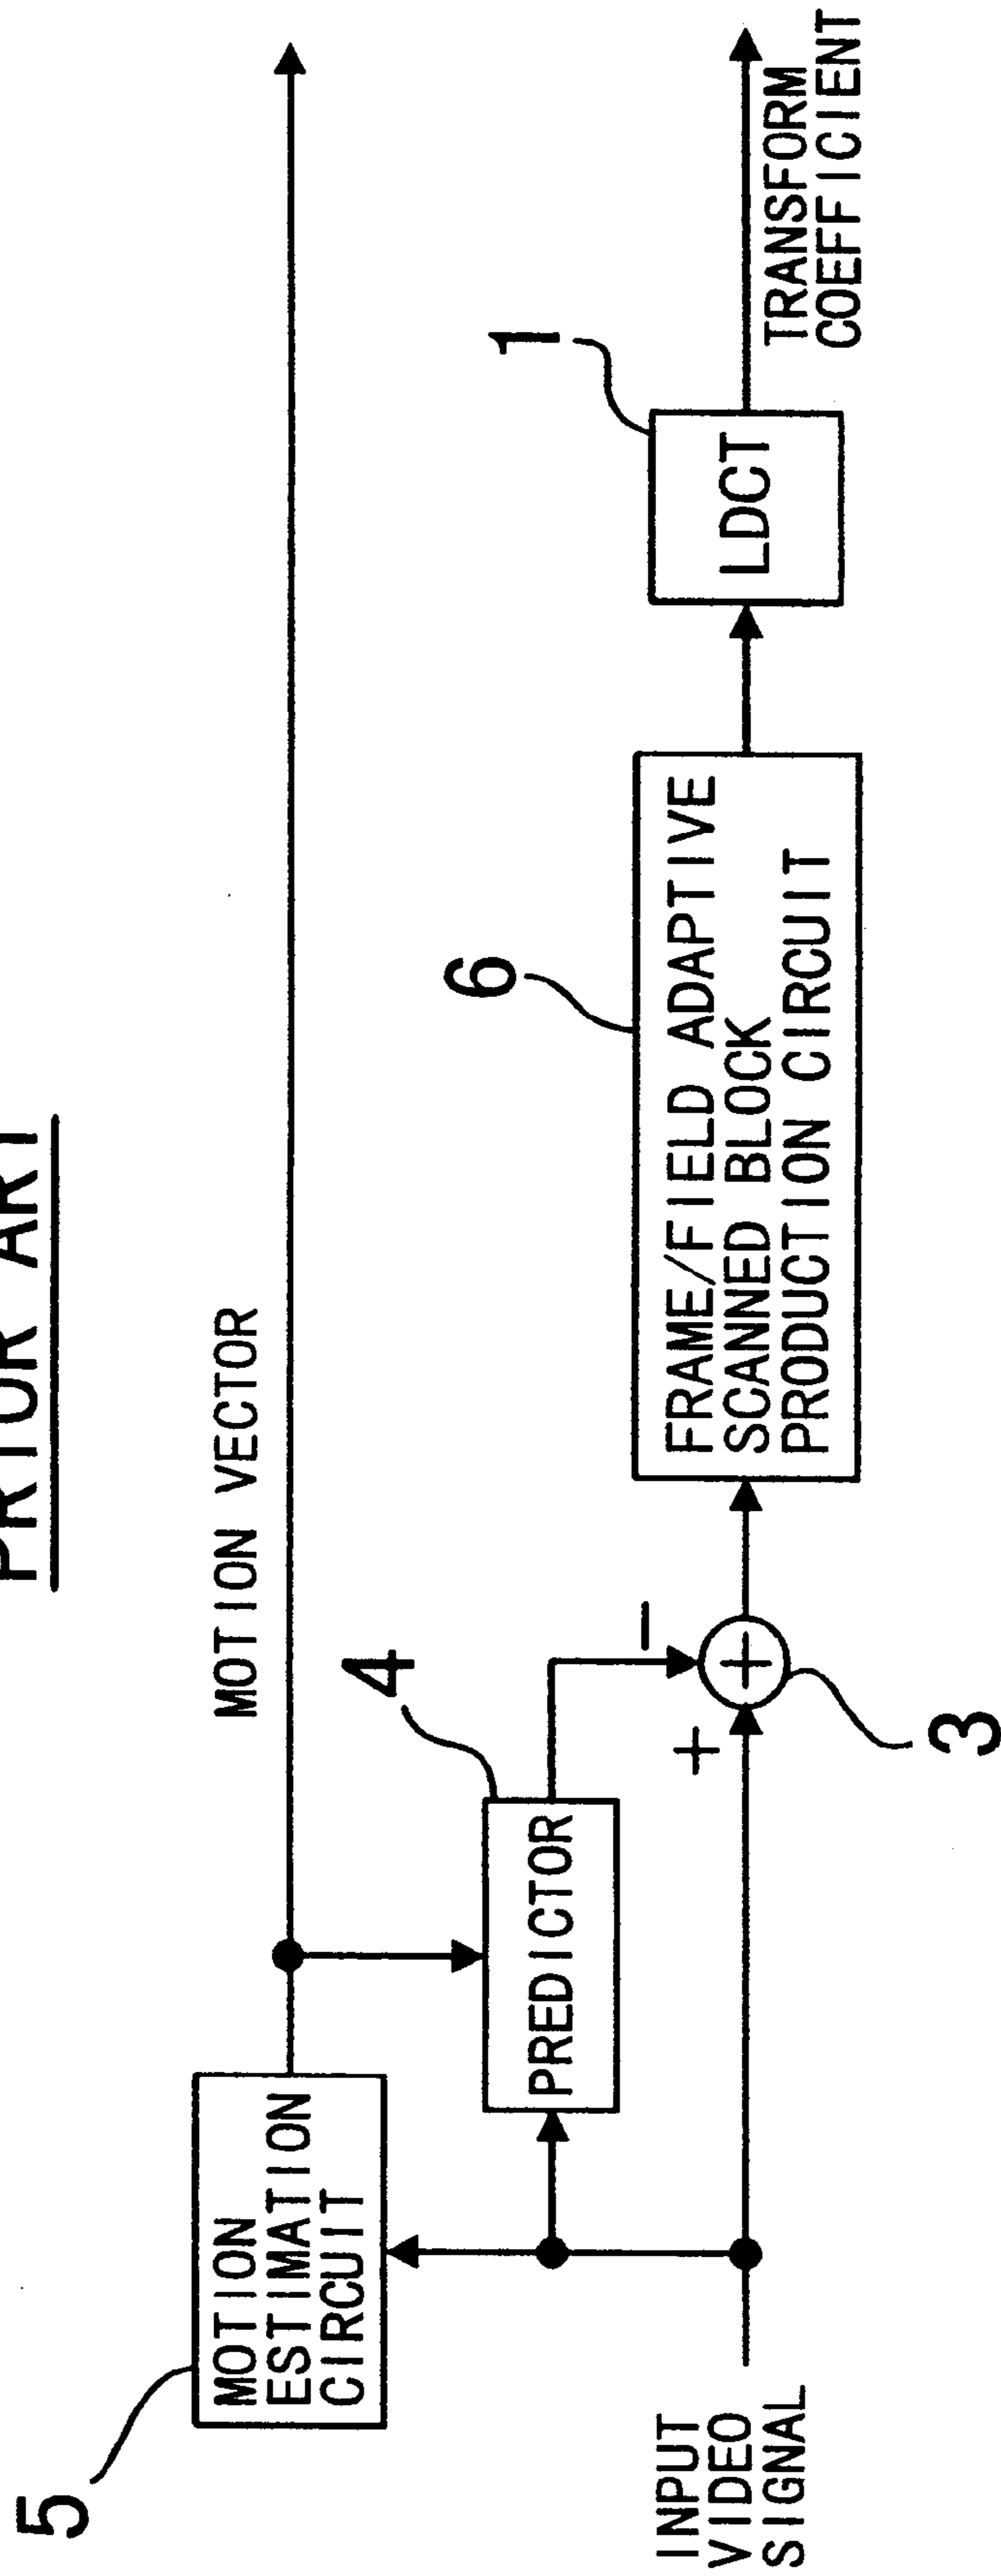 PRIOR ART
5
MOTION
ESTIMATION
CIRCUIT
MOTION VECTOR
4
PREDICTOR
INPUT
VIDEO
SIGNAL
+
−
+
3
6
FRAME/FIELD ADAPTIVE
SCANNED BLOCK
PRODUCTION CIRCUIT
1
LDCT
TRANSFORM
COEFFICIENT